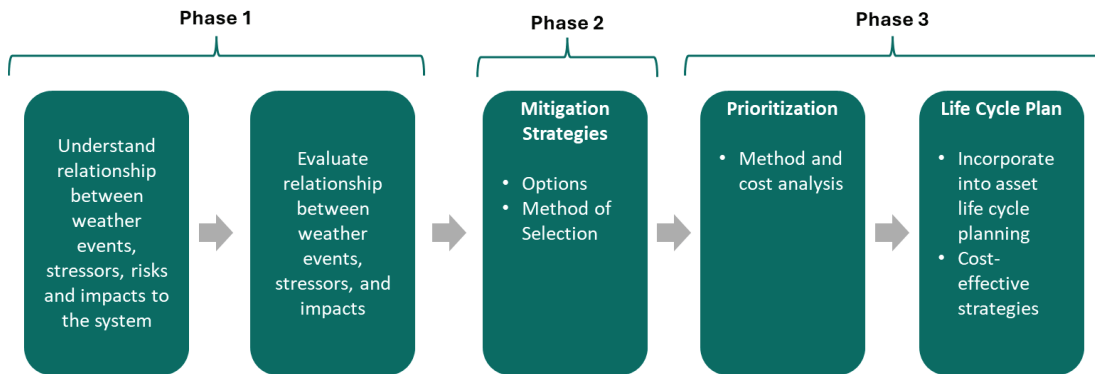 Phase 1
Phase 2
Phase 3
Understand
relationship
between
weather
events,
stressors, risks
and impacts to
the system
Evaluate
relationship
between
weather
events,
stressors, and
impacts
Mitigation
Strategies
• Options
• Method of
Selection
Prioritization
• Method and
cost analysis
Life Cycle Plan
• Incorporate
into asset
life cycle
planning
• Cost-
effective
strategies